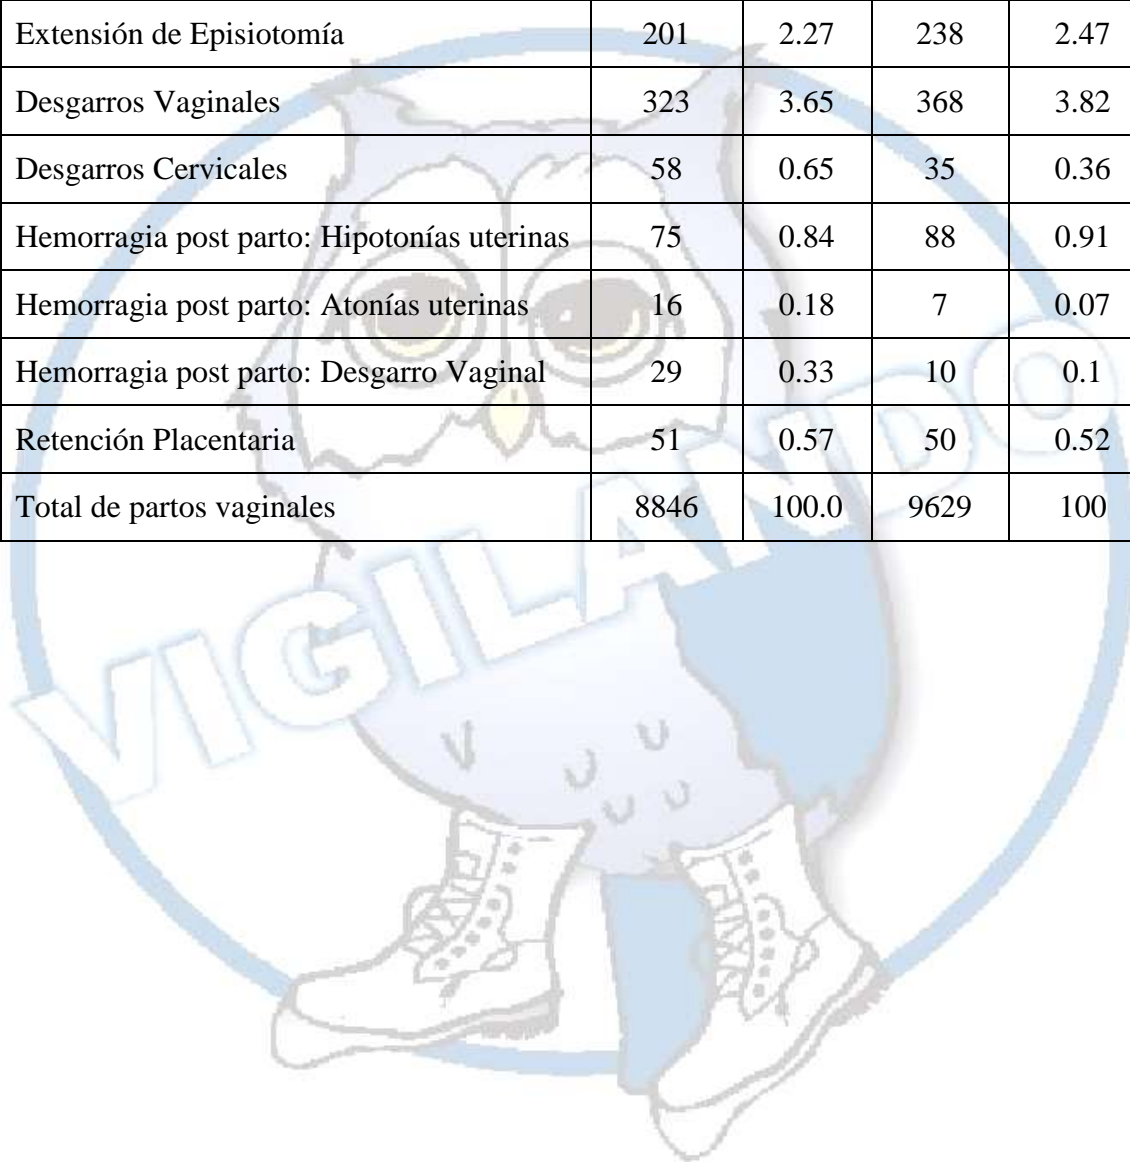 Extensión de Episiotomía 201 2.27 238 2.47
Desgarros Vaginales 323 3.65 368 3.82
Desgarros Cervicales 58 0.65 35 0.36
Hemorragia post parto: Hipotonías uterinas 75 0.84 88 0.91
Hemorragia post parto: Atonías uterinas 16 0.18 7 0.07
Hemorragia post parto: Desgarro Vaginal 29 0.33 10 0.1
Retención Placentaria 51 0.57 50 0.52
Total de partos vaginales 8846 100.0 9629 100
VIGILANDO